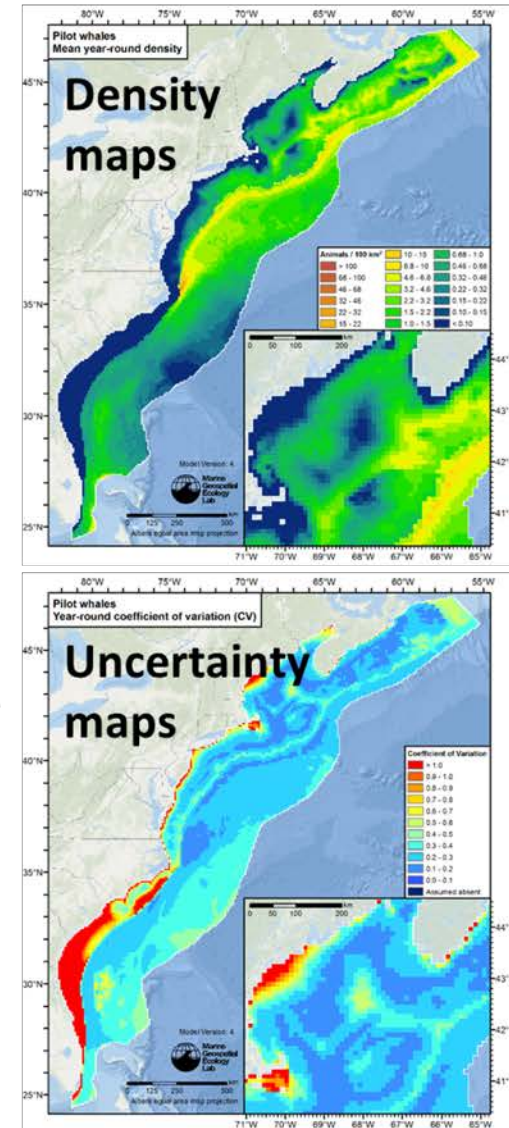 80°W 75°W 70°W 65°W 60°W 55°W
Pilot whales
Mean year-round density
45°N
Density
maps
40°N
35°N
30°N
25°N
Animals / 100 km²
> 100
68 - 100
46 - 68
32 - 46
22 - 32
15 - 22
10 - 15
6.8 - 10
4.6 - 6.8
3.2 - 4.6
2.2 - 3.2
1.5 - 2.2
1.0 - 1.5
0.68 - 1.0
0.46 - 0.68
0.32 - 0.46
0.22 - 0.32
0.15 - 0.22
0.10 - 0.15
< 0.10
km
0 50 100 200
44°
42°
41°
Model Version: 4
Marine
Geospatial
Ecology
Lab
km
0 125 250 500
Albers equal area map projection
71°W 70°W 69°W 68°W 67°W 66°W
80°W 75°W 70°W 65°W 60°W 55°W
Pilot whales
Year-round coefficient of variation (CV)
45°N
Uncertainty
maps
40°N
35°N
30°N
25°N
Coefficient of Variation
> 1.0
0.9 - 1.0
0.8 - 0.9
0.7 - 0.8
0.6 - 0.7
0.5 - 0.6
0.4 - 0.5
0.3 - 0.4
0.2 - 0.3
0.1 - 0.2
0.0 - 0.1
Assumed absent
km
0 50 100 200
44°
42°
41°
Model Version: 4
Marine
Geospatial
Ecology
Lab
km
Albers equal area map projection
71°W 70°W 69°W 68°W 67°W 66°W